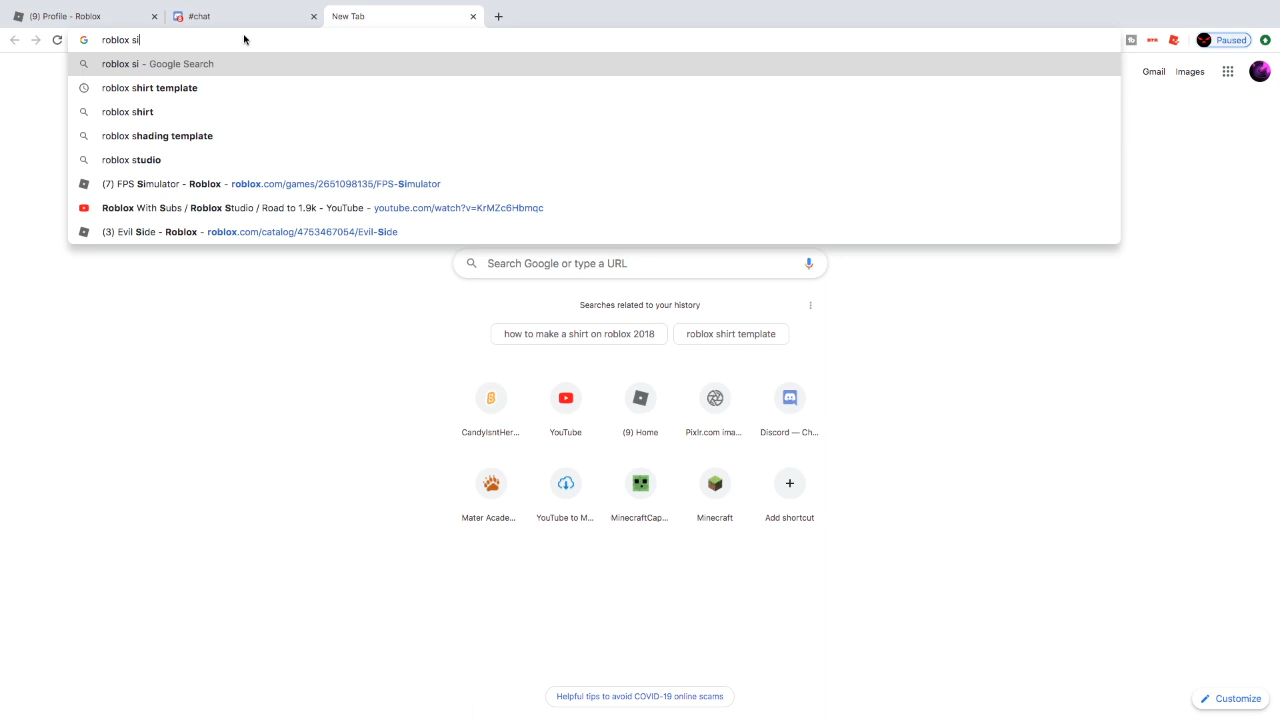 (9) Profile - Roblox
#chat
New Tab
roblox si
Paused
roblox si - Google Search
roblox shirt template
roblox shirt
roblox shading template
roblox studio
(7) FPS Simulator - Roblox - roblox.com/games/2651098135/FPS-Simulator
Roblox With Subs / Roblox Studio / Road to 1.9k - YouTube - youtube.com/watch?v=KrMZc6Hbmqc
(3) Evil Side - Roblox - roblox.com/catalog/4753467054/Evil-Side
Gmail Images
Search Google or type a URL
Searches related to your history
how to make a shirt on roblox 2018
roblox shirt template
CandyIsntHer...
YouTube
(9) Home
Pixlr.com ima...
Discord — Ch...
Mater Acade...
YouTube to M...
MinecraftCap...
Minecraft
Add shortcut
Helpful tips to avoid COVID-19 online scams
Customize